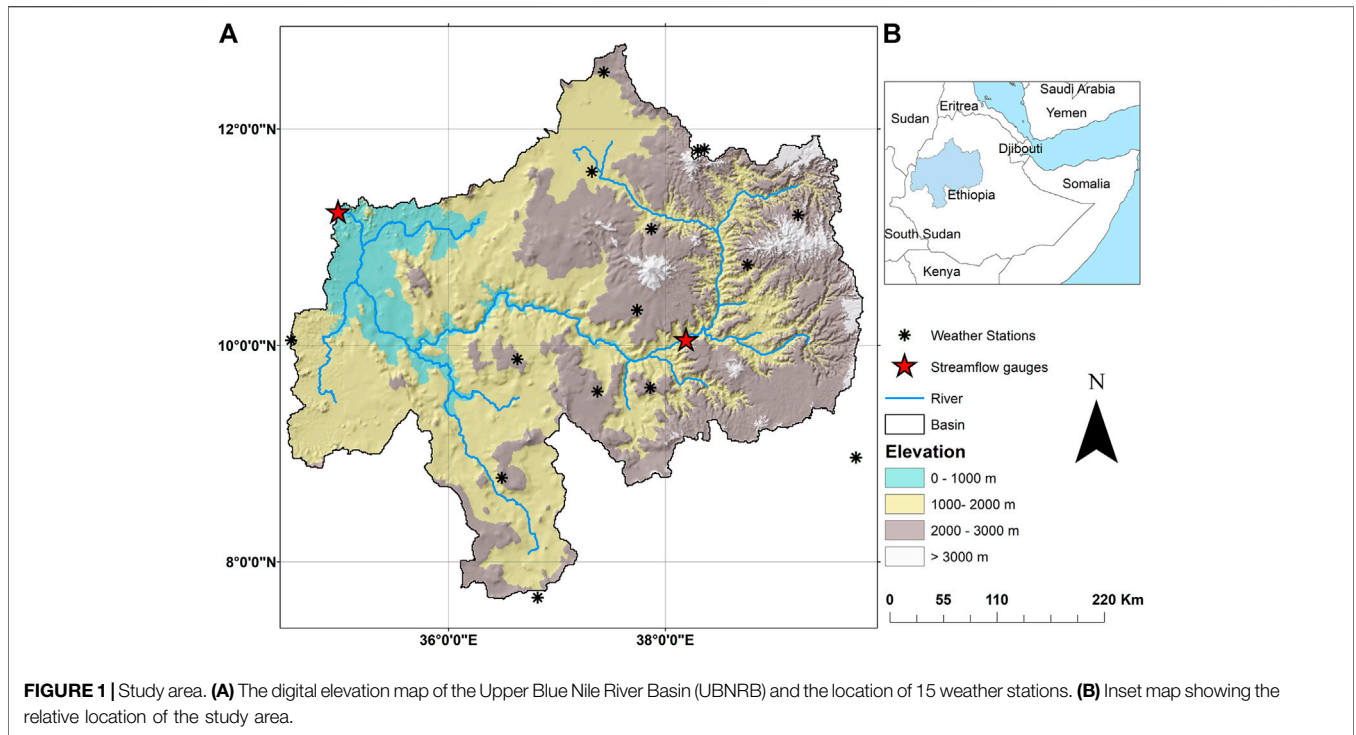 A
B
12°0'0"N
10°0'0"N
8°0'0"N
36°0'0"E
38°0'0"E
Saudi Arabia
Eritrea
Yemen
Sudan
Djibouti
Somalia
Ethiopia
South Sudan
Kenya
Weather Stations
Streamflow gauges
River
Basin
N
Elevation
0 - 1000 m
1000- 2000 m
2000 - 3000 m
> 3000 m
0 55 110 220 Km
FIGURE 1 | Study area. (A) The digital elevation map of the Upper Blue Nile River Basin (UBNRB) and the location of 15 weather stations. (B) Inset map showing the
relative location of the study area.